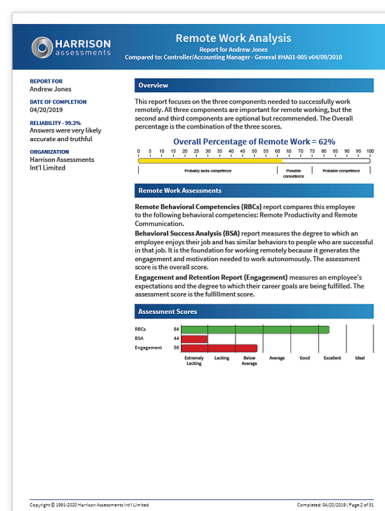 HARRISON
assessments
Remote Work Analysis
Report for Andrew Jones
Compared to: Controller/Accounting Manager - General #HA01-005 v04/09/2010
REPORT FOR
Andrew Jones
DATE OF COMPLETION
04/20/2019
RELIABILITY - 99.2%
Answers were very likely
accurate and truthful
ORGANIZATION
Harrison Assessments
Int'l Limited
Overview
This report focuses on the three components needed to successfully work
remotely. All three components are important for remote working, but the
second and third components are optional but recommended. The Overall
percentage is the combination of the three scores.
Overall Percentage of Remote Work = 62%
0 5 10 15 20 25 30 35 40 45 50 55 60 65 70 75 80 85 90 95 100
Probably lacks competence Possible competence Probable competence
Remote Work Assessments
Remote Behavioral Competencies (RBCs) report compares this employee
to the following behavioral competencies: Remote Productivity and Remote
Communication.
Behavioral Success Analysis (BSA) report measures the degree to which an
employee enjoys their job and has similar behaviors to people who are successful
in that job. It is the foundation for working remotely because it generates the
engagement and motivation needed to work autonomously. The assessment
score is the overall score.
Engagement and Retention Report (Engagement) measures an employee's
expectations and the degree to which their career goals are being fulfilled. The
assessment score is the fulfillment score.
Assessment Scores
RBCs 84
BSA 44
Engagement
Extremely Lacking Lacking Below Average Average Good Excellent Ideal
Copyright © 1991-2020 Harrison Assessments Int'l Limited Completed: 04/20/2019 | Page 2 of 31